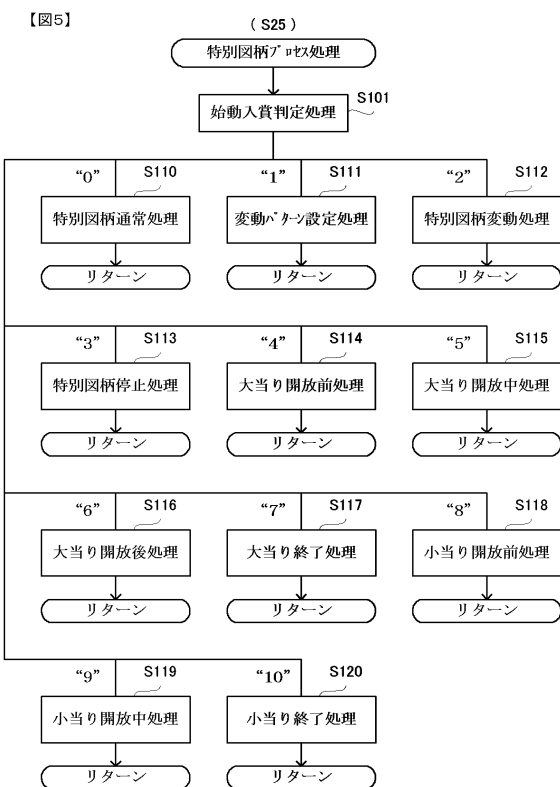 【図5】
( S25 )
特別図柄プロセス処理
S101
始動入賞判定処理
“0”
S110
“1”
S111
“2”
S112
特別図柄通常処理
変動パターン設定処理
特別図柄変動処理
リターン
リターン
リターン
“3”
S113
“4”
S114
“5”
S115
特別図柄停止処理
大当り開放前処理
大当り開放中処理
リターン
リターン
リターン
“6”
S116
“7”
S117
“8”
S118
大当り開放後処理
大当り終了処理
小当り開放前処理
リターン
リターン
リターン
“9”
S119
“10”
S120
小当り開放中処理
小当り終了処理
リターン
リターン